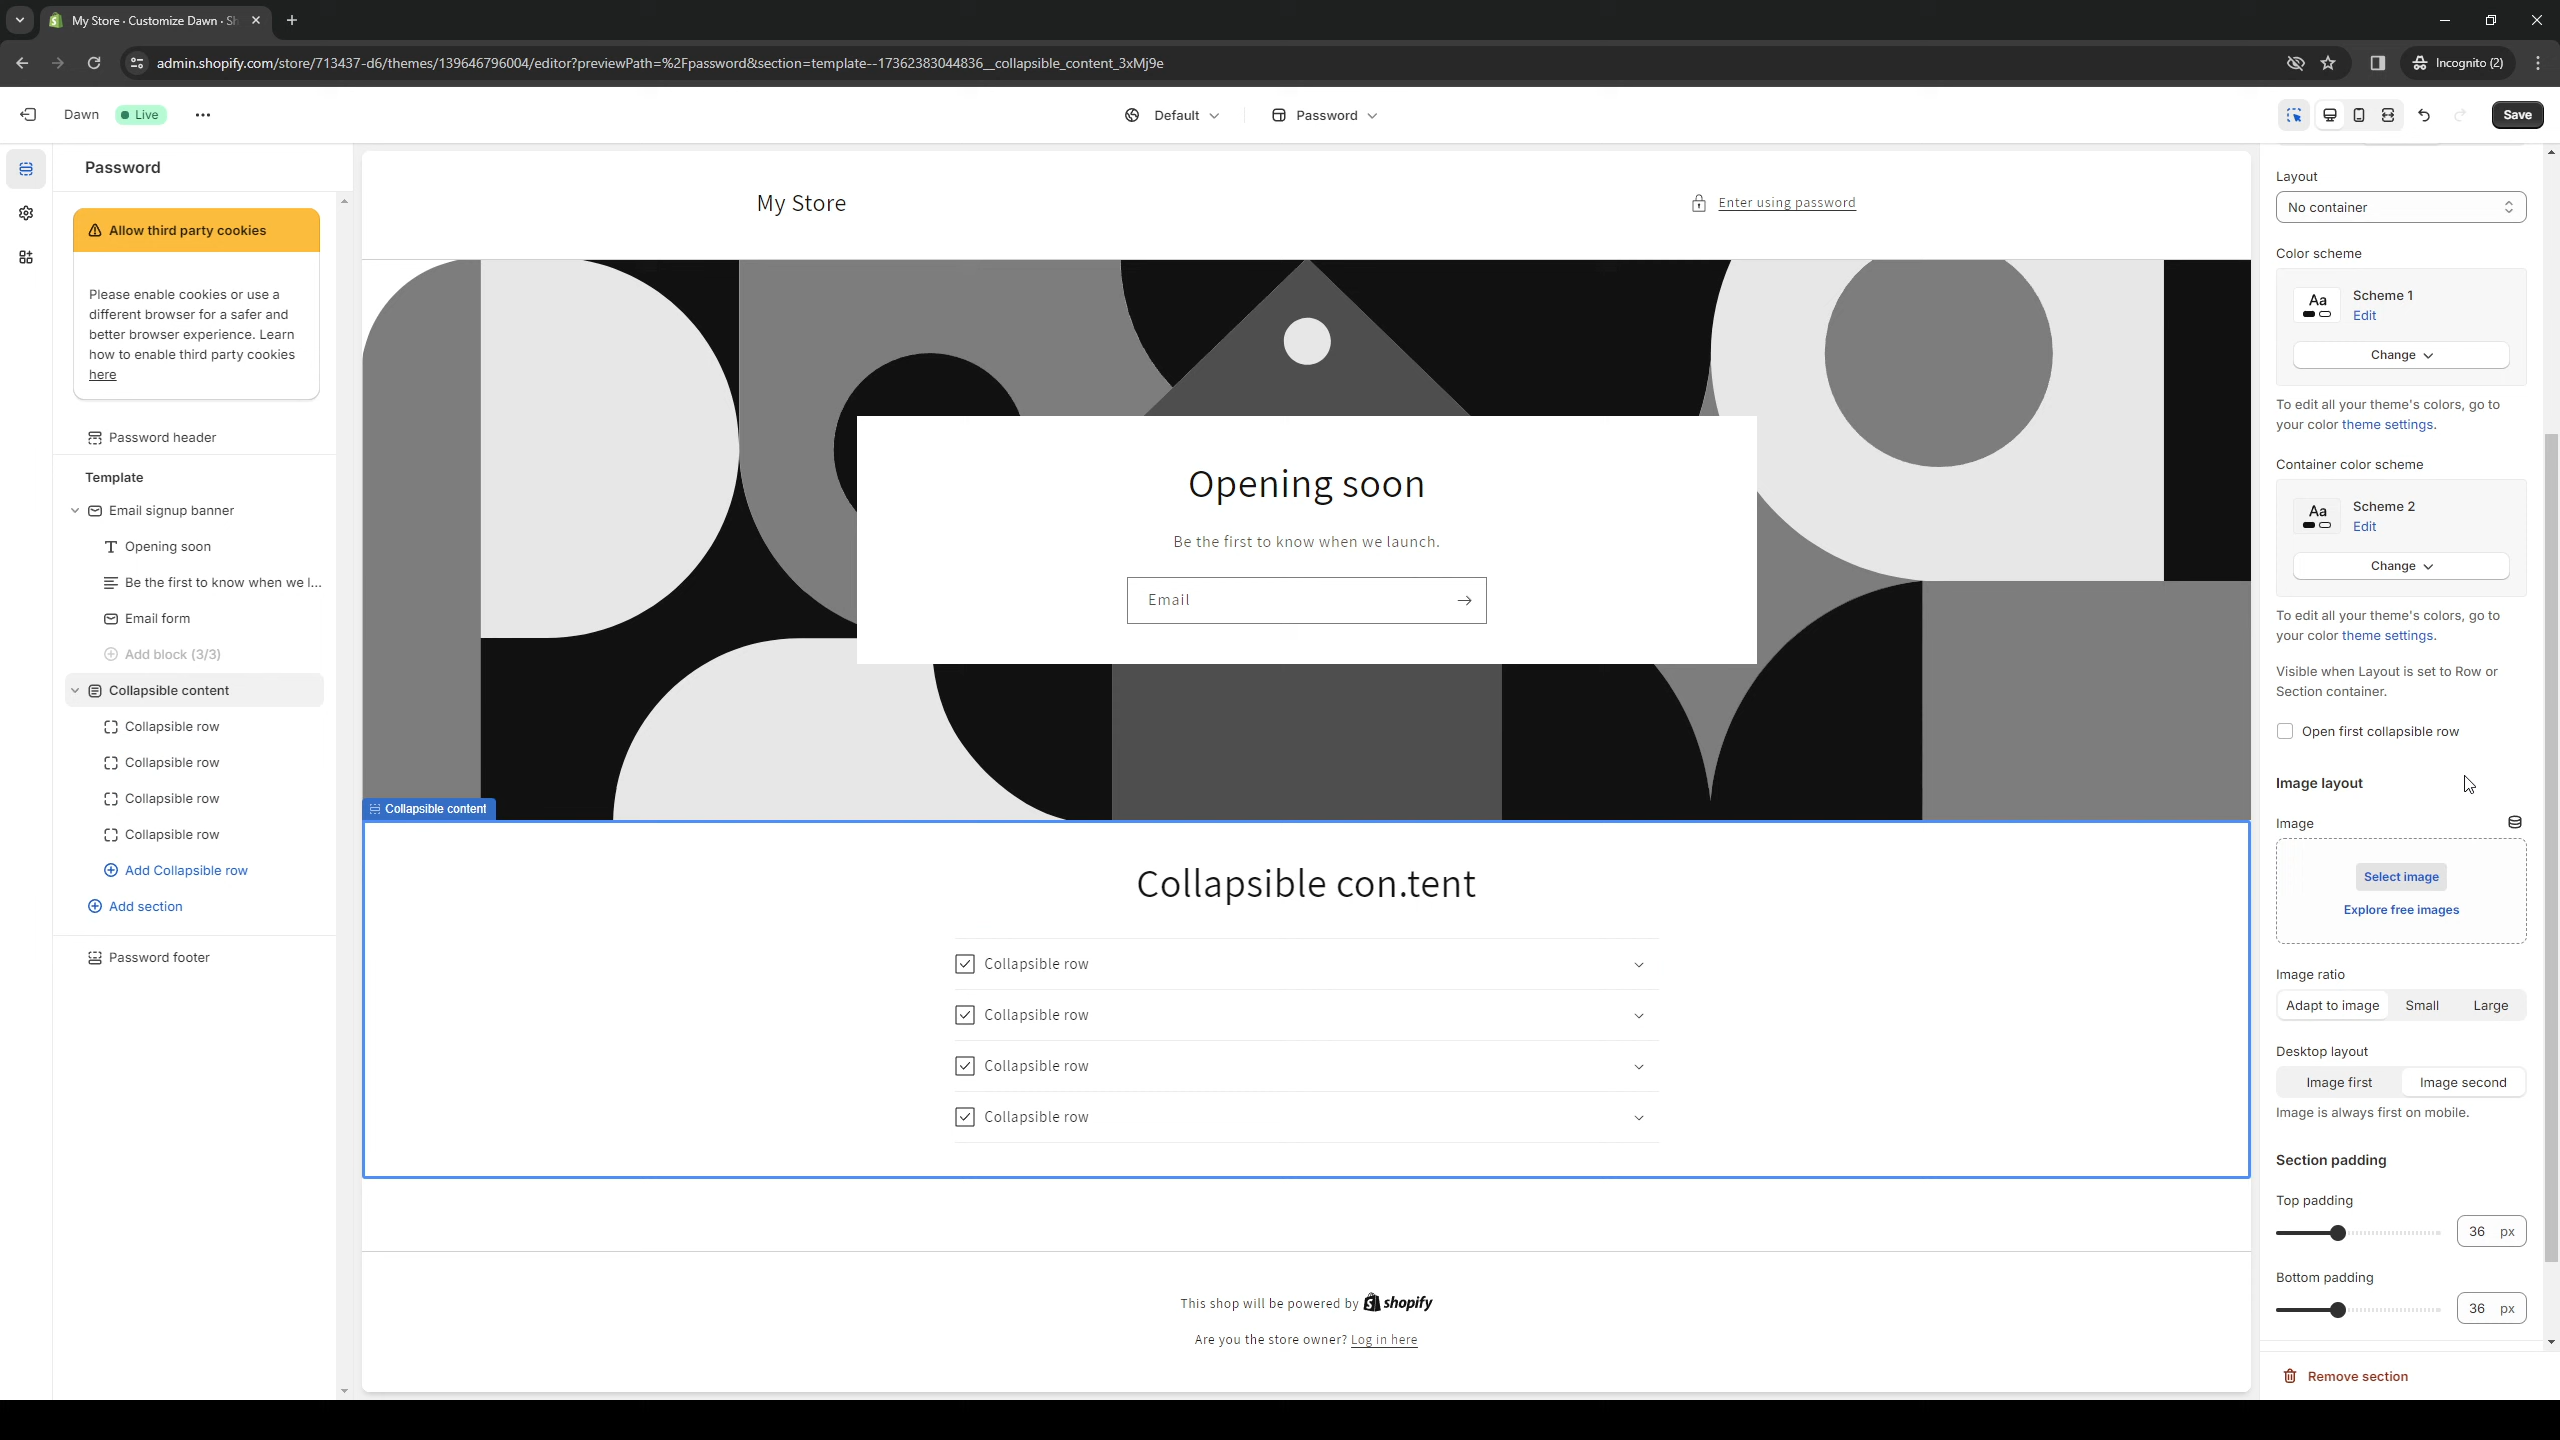 My Store · Customize Dawn · Sh
admin.shopify.com/store/713437-d6/themes/139646796004/editor?previewPath=%2Fpassword&section=template--17362383044836__collapsible_content_3xMj9e
Incognito (2)
Dawn
Live
Default
Password
Save
Password
Allow third party cookies
Please enable cookies or use a
different browser for a safer and
better browser experience. Learn
how to enable third party cookies
here
Password header
Template
Email signup banner
Opening soon
Be the first to know when we l...
Email form
Add block (3/3)
Collapsible content
Collapsible row
Collapsible row
Collapsible row
Collapsible row
Add Collapsible row
Add section
Password footer
My Store
Enter using password
Opening soon
Be the first to know when we launch.
Email
Collapsible content
Collapsible con.tent
Collapsible row
Collapsible row
Collapsible row
Collapsible row
This shop will be powered by shopify
Are you the store owner? Log in here
Layout
No container
Color scheme
Aa
Scheme 1
Edit
Change
To edit all your theme's colors, go to
your color theme settings.
Container color scheme
Aa
Scheme 2
Edit
Change
To edit all your theme's colors, go to
your color theme settings.
Visible when Layout is set to Row or
Section container.
Open first collapsible row
Image layout
Image
Select image
Explore free images
Image ratio
Adapt to image Small Large
Desktop layout
Image first Image second
Image is always first on mobile.
Section padding
Top padding
36 px
Bottom padding
36 px
Remove section